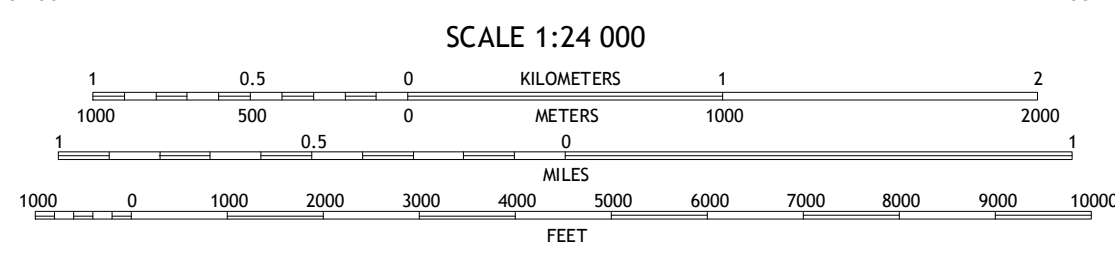 SCALE 1:24 000
1 0.5 0 KILOMETERS 1 2
1000 500 0 METERS 1000 2000
1 0.5 0 1
MILES
1000 0 1000 2000 3000 4000 5000 6000 7000 8000 9000 10000
FEET